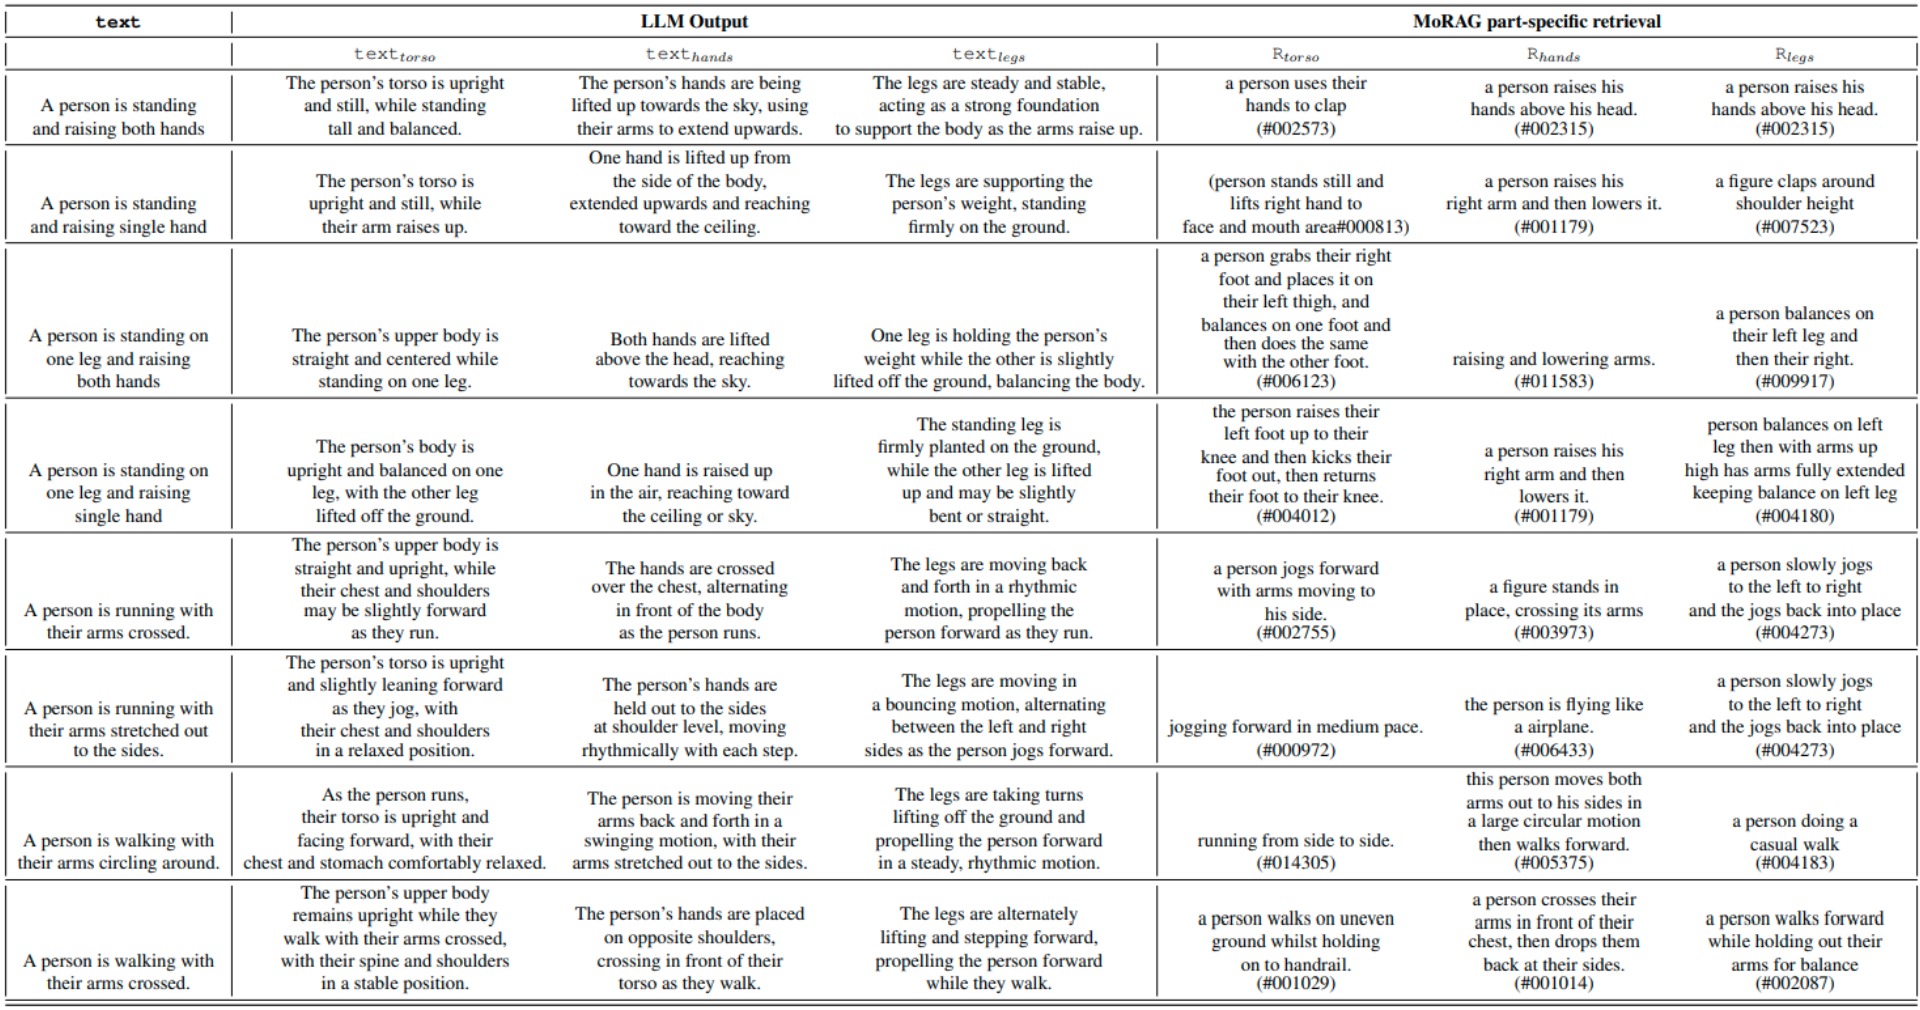 text
LLM Output
MoRAG part-specific retrieval
text_torso
text_hands
text_legs
R_torso
R_hands
R_legs
A person is standing
and raising both hands
The person's torso is upright
and still, while standing
tall and balanced.
The person's hands are being
lifted up towards the sky, using
their arms to extend upwards.
The legs are steady and stable,
acting as a strong foundation
to support the body as the arms raise up.
a person uses their
hands to clap
(#002573)
a person raises his
hands above his head.
(#002315)
a person raises his
hands above his head.
(#002315)
A person is standing
and raising single hand
The person's torso is
upright and still, while
their arm raises up.
One hand is lifted up from
the side of the body,
extended upwards and reaching
toward the ceiling.
The legs are supporting the
person's weight, standing
firmly on the ground.
(person stands still and
lifts right hand to
face and mouth area#000813)
a person raises his
right arm and then lowers it.
(#001179)
a figure claps around
shoulder height
(#007523)
A person is standing on
one leg and raising
both hands
The person's upper body is
straight and centered while
standing on one leg.
Both hands are lifted
above the head, reaching
towards the sky.
One leg is holding the person's
weight while the other is slightly
lifted off the ground, balancing the body.
a person grabs their right
foot and places it on
their left thigh, and
balances on one foot and
then does the same
with the other foot.
(#006123)
raising and lowering arms.
(#011583)
a person balances on
their left leg and
then their right.
(#009917)
A person is standing on
one leg and raising
single hand
The person's body is
upright and balanced on one
leg, with the other leg
lifted off the ground.
One hand is raised up
in the air, reaching toward
the ceiling or sky.
The standing leg is
firmly planted on the ground,
while the other leg is lifted
up and may be slightly
bent or straight.
the person raises their
left foot up to their
knee and then kicks their
foot out, then returns
their foot to their knee.
(#004012)
a person raises his
right arm and then
lowers it.
(#001179)
person balances on left
leg then with arms up
high has arms fully extended
keeping balance on left leg
(#004180)
A person is running with
their arms crossed.
The person's upper body is
straight and upright, while
their chest and shoulders
may be slightly forward
as they run.
The hands are crossed
over the chest, alternating
in front of the body
as the person runs.
The legs are moving back
and forth in a rhythmic
motion, propelling the
person forward as they run.
a person jogs forward
with arms moving to
his side.
(#002755)
a figure stands in
place, crossing its arms
(#003973)
a person slowly jogs
to the left to right
and the jogs back into place
(#004273)
A person is running with
their arms stretched out
to the sides.
The person's torso is upright
and slightly leaning forward
as they jog, with
their chest and shoulders
in a relaxed position.
The person's hands are
held out to the sides
at shoulder level, moving
rhythmically with each step.
The legs are moving in
a bouncing motion, alternating
between the left and right
sides as the person jogs forward.
jogging forward in medium pace.
(#000972)
the person is flying like
a airplane.
(#006433)
a person slowly jogs
to the left to right
and the jogs back into place
(#004273)
A person is walking with
their arms circling around.
As the person runs,
their torso is upright and
facing forward, with their
chest and stomach comfortably relaxed.
The person is moving their
arms back and forth in a
swinging motion, with their
arms stretched out to the sides.
The legs are taking turns
lifting off the ground and
propelling the person forward
in a steady, rhythmic motion.
running from side to side.
(#014305)
this person moves both
arms out to his sides in
a large circular motion
then walks forward.
(#005375)
a person doing a
casual walk
(#004183)
A person is walking with
their arms crossed.
The person's upper body
remains upright while they
walk with their arms crossed,
with their spine and shoulders
in a stable position.
The person's hands are placed
on opposite shoulders,
crossing in front of their
torso as they walk.
The legs are alternately
lifting and stepping forward,
propelling the person forward
while they walk.
a person walks on uneven
ground whilst holding
on to handrail.
(#001029)
a person crosses their
arms in front of their
chest, then drops them
back at their sides.
(#001014)
a person walks forward
while holding out their
arms for balance
(#002087)